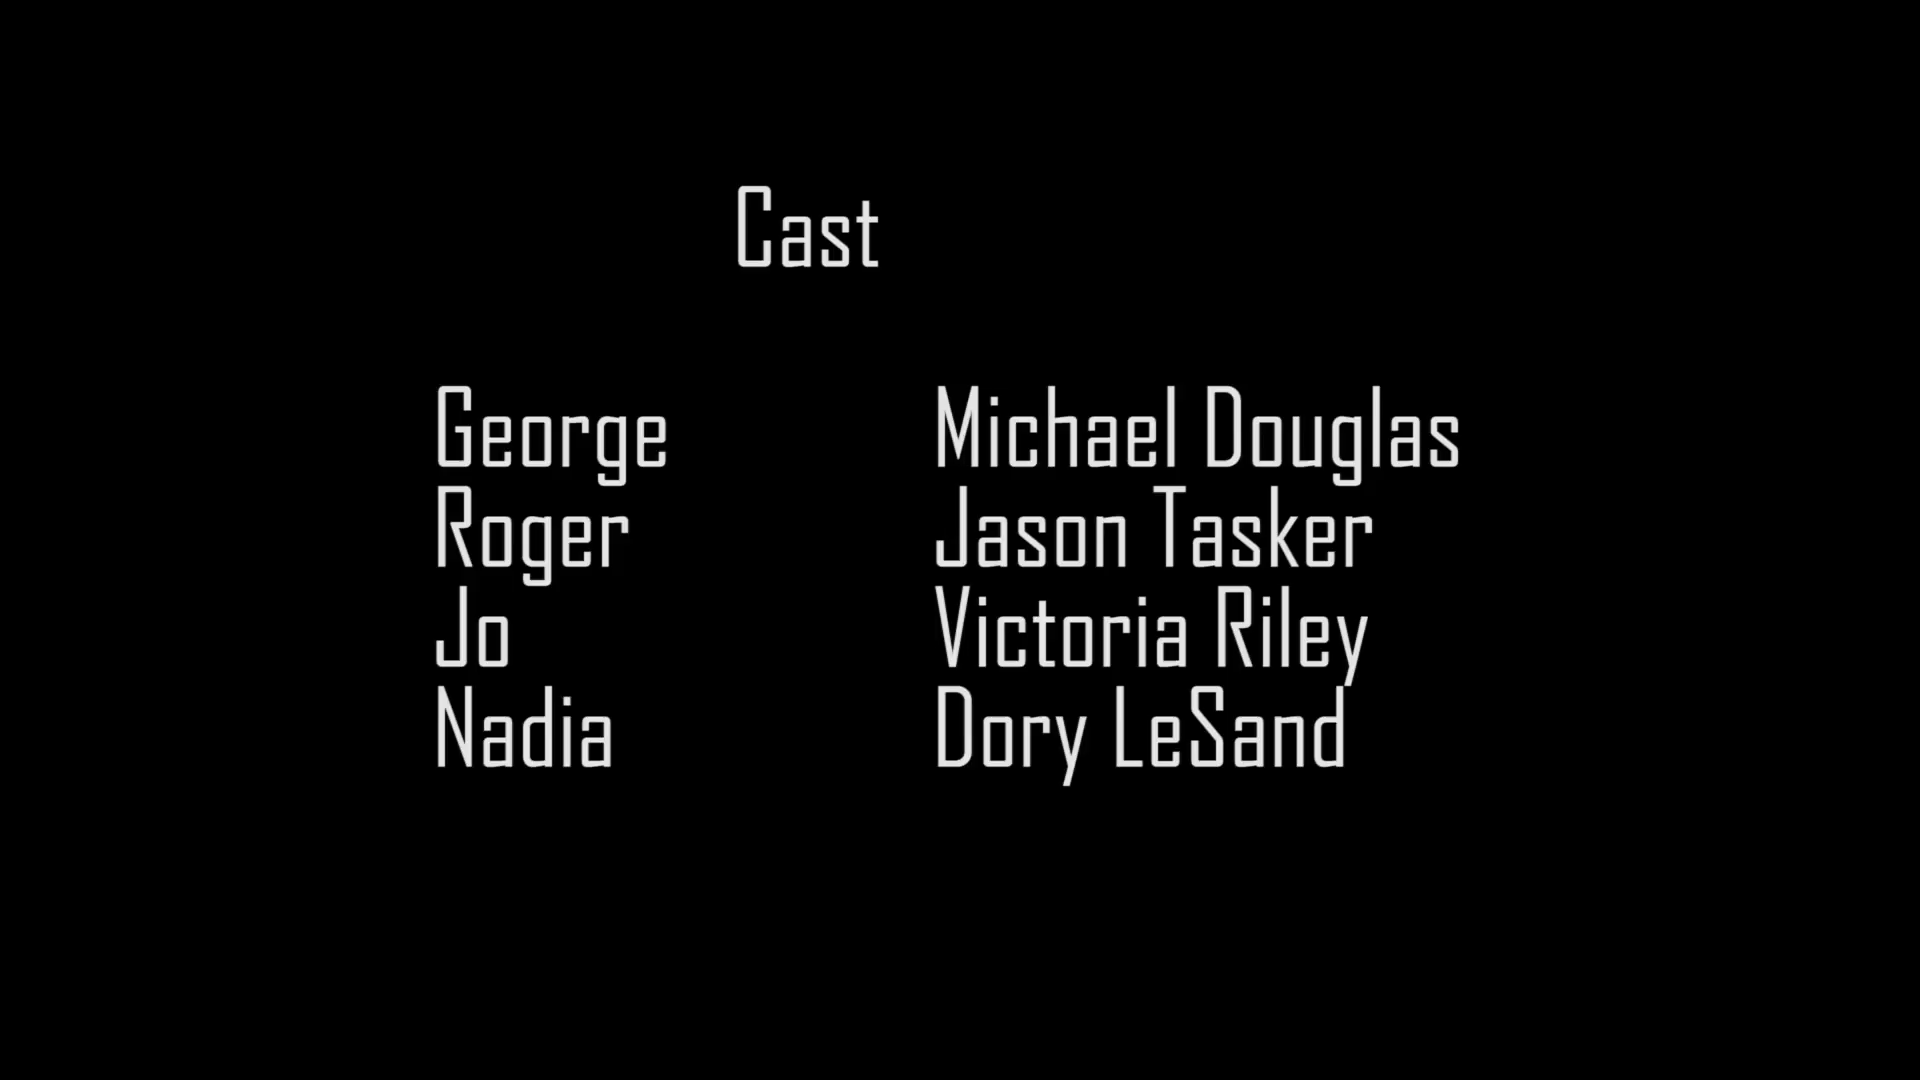 Cast
George Michael Douglas
Roger Jason Tasker
Jo Victoria Riley
Nadia Dory LeSand